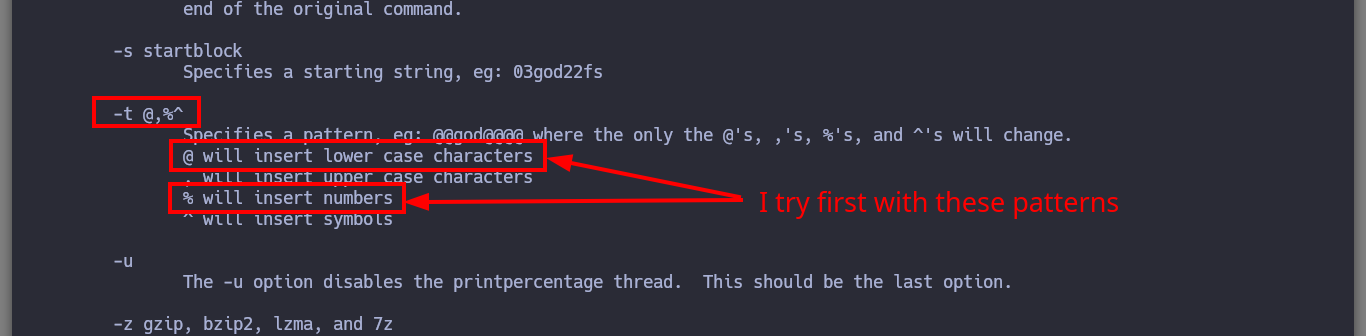 end of the original command.
-s startblock
Specifies a starting string, eg: 03god22fs
-t @,%^
Specifies a pattern, eg: @@god@@@@ where the only the @'s, ,'s, %'s, and ^'s will change.
@ will insert lower case characters
, will insert upper case characters
% will insert numbers
^ will insert symbols
I try first with these patterns
-u
The -u option disables the printpercentage thread.  This should be the last option.
-z gzip, bzip2, lzma, and 7z